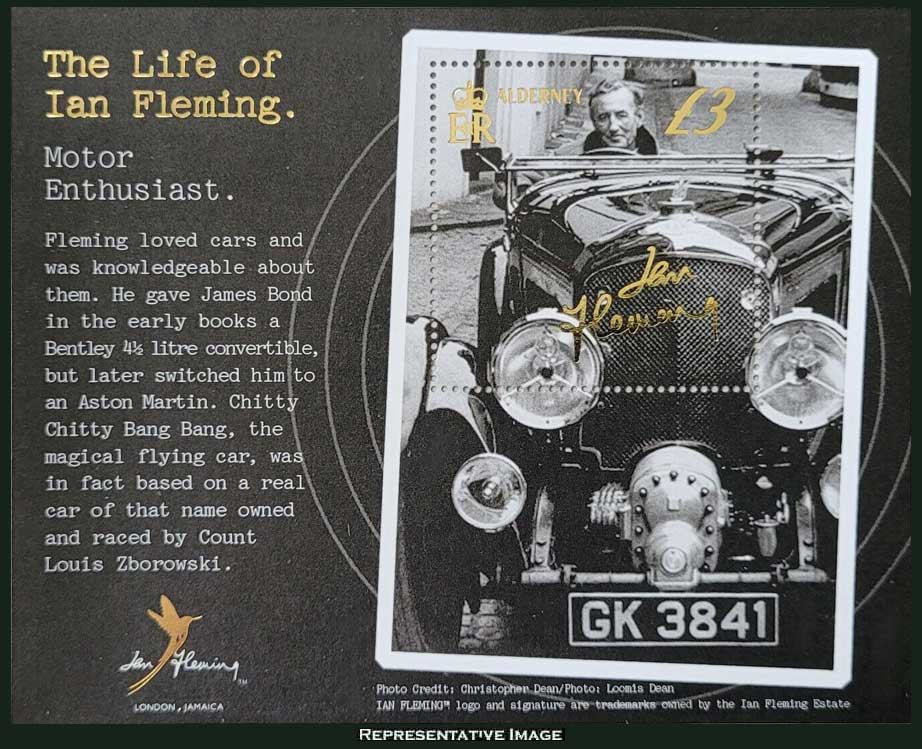 The Life of
Ian Fleming.
Motor
Enthusiast.
Fleming loved cars and
was knowledgeable about
them. He gave James Bond
in the early books a
Bentley 4½ litre convertible,
but later switched him to
an Aston Martin. Chitty
Chitty Bang Bang, the
magical flying car, was
in fact based on a real
car of that name owned
and raced by Count
Louis Zborowski.
Ian Fleming™
LONDON, JAMAICA
ALDERNEY
EIIR
£3
Ian
Fleming
GK 3841
Photo Credit: Christopher Dean/Photo: Loomis Dean
IAN FLEMING™ logo and signature are trademarks owned by the Ian Fleming Estate
REPRESENTATIVE IMAGE